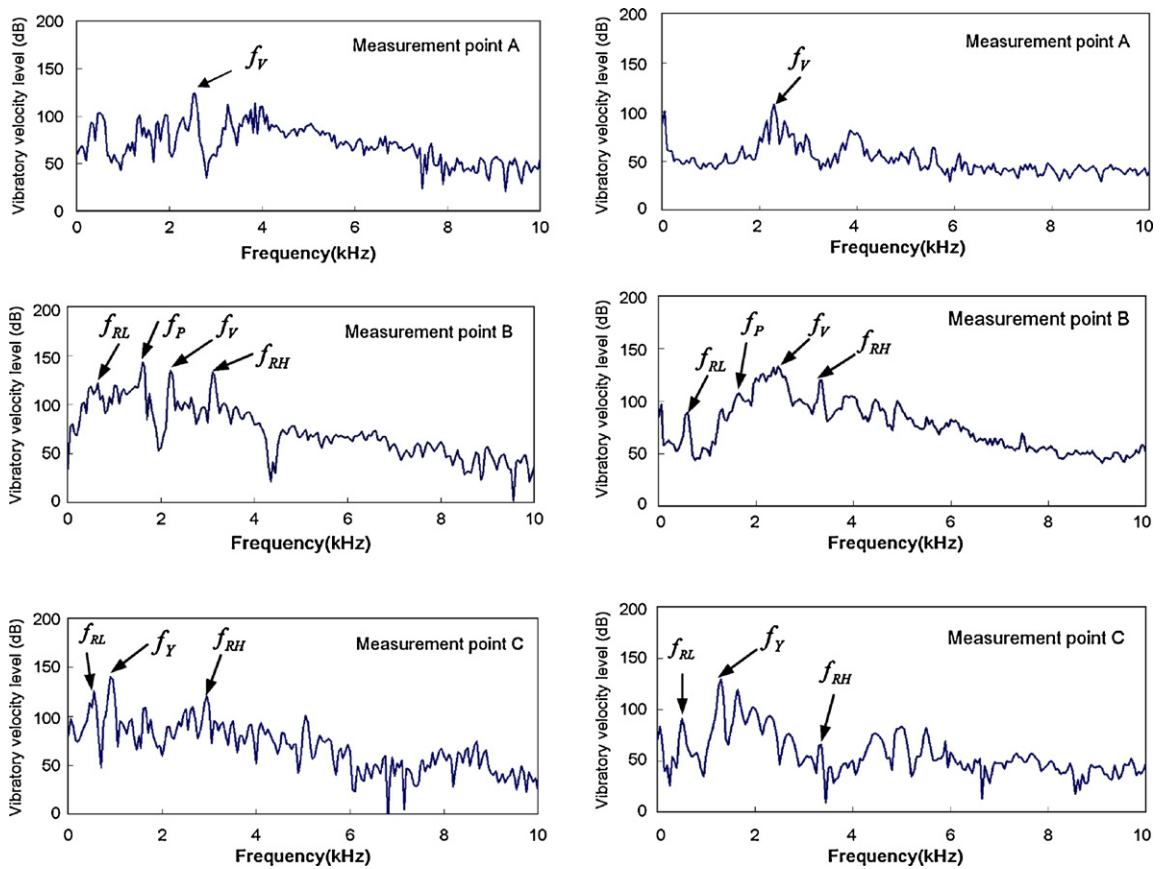 Vibratory velocity level (dB)
200
150
100
50
0
Measurement point A
f_V
0 2 4 6 8 10
Frequency(kHz)
Vibratory velocity level (dB)
200
150
100
50
0
Measurement point A
f_V
0 2 4 6 8 10
Frequency(kHz)
Vibratory velocity level (dB)
200
150
100
50
0
Measurement point B
f_RL f_P f_V f_RH
0 2 4 6 8 10
Frequency(kHz)
Vibratory velocity level (dB)
200
150
100
50
0
Measurement point B
f_RL f_P f_V f_RH
0 2 4 6 8 10
Frequency(kHz)
Vibratory velocity level (dB)
200
150
100
50
0
Measurement point C
f_RL f_Y f_RH
0 2 4 6 8 10
Frequency(kHz)
Vibratory velocity level (dB)
200
150
100
50
0
Measurement point C
f_RL f_Y f_RH
0 2 4 6 8 10
Frequency(kHz)